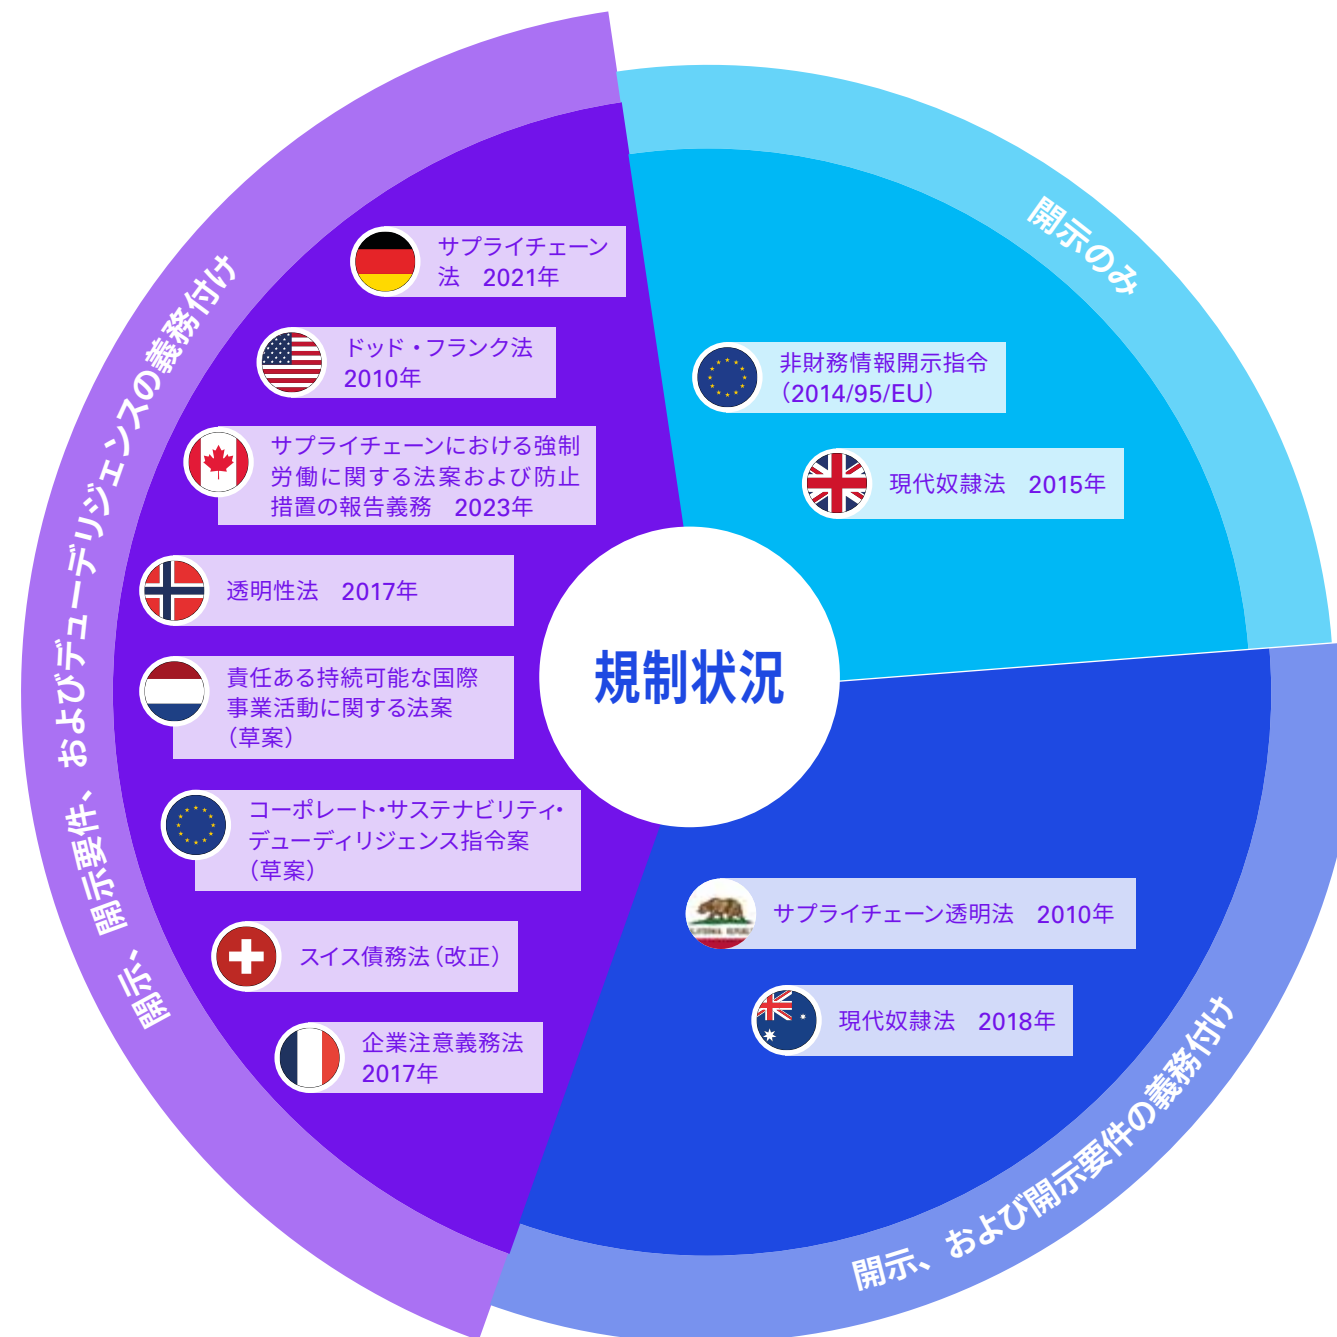 規制状況
開示のみ
非財務情報開示指令
（2014/95/EU）
現代奴隷法　2015年
開示、および開示要件の義務付け
サプライチェーン透明法　2010年
現代奴隷法　2018年
開示、開示要件、およびデューデリジェンスの義務付け
サプライチェーン
法　2021年
ドッド・フランク法
2010年
サプライチェーンにおける強制
労働に関する法案および防止
措置の報告義務　2023年
透明性法　2017年
責任ある持続可能な国際
事業活動に関する法案
（草案）
コーポレート・サステナビリティ・
デューディリジェンス指令案
（草案）
スイス債務法（改正）
企業注意義務法
2017年